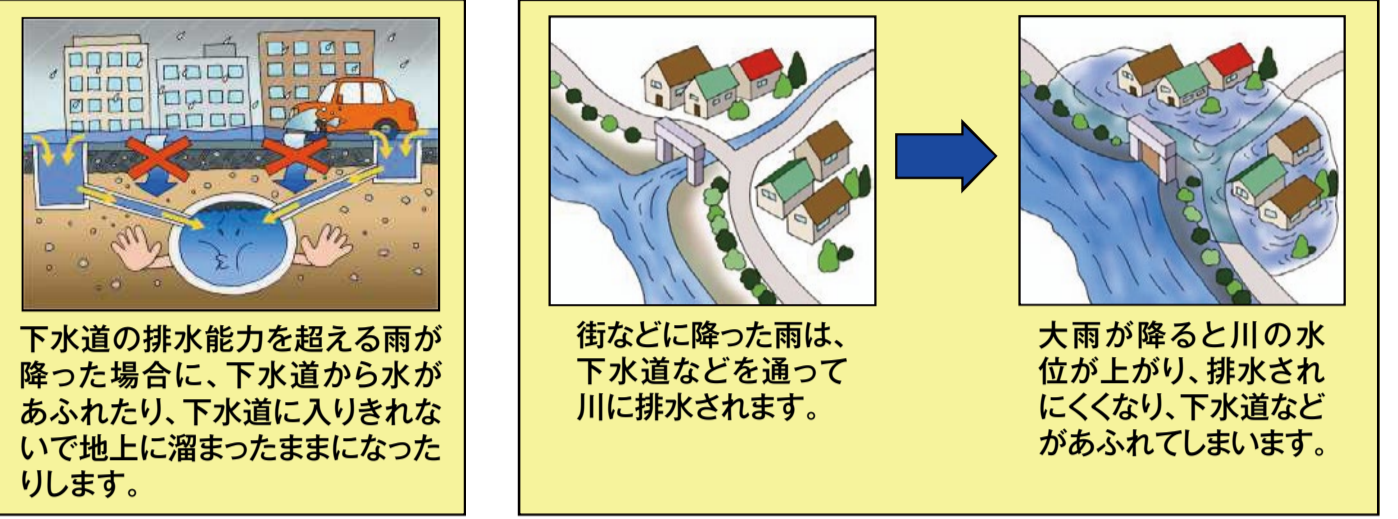 下水道の排水能力を超える雨が
降った場合に、下水道から水が
あふれたり、下水道に入りきれな
いで地上に溜まったままになった
りします。
街などに降った雨は、
下水道などを通って
川に排水されます。
大雨が降ると川の水
位が上がり、排水され
にくくなり、下水道など
があふれてしまいます。